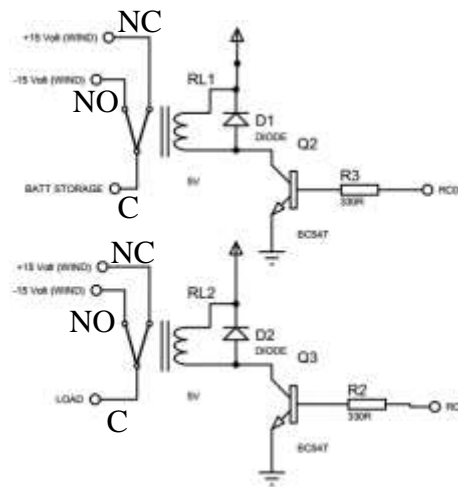 NC
+15 Volt (WIND)
-15 Volt (WIND)
NO
RL1
D1
DIODE
Q2
R3
330R
RC0
BATT STORAGE
C
5V
BC547
NC
+15 Volt (WIND)
-15 Volt (WIND)
NO
RL2
D2
DIODE
Q3
R2
330R
LOAD
C
5V
BC547